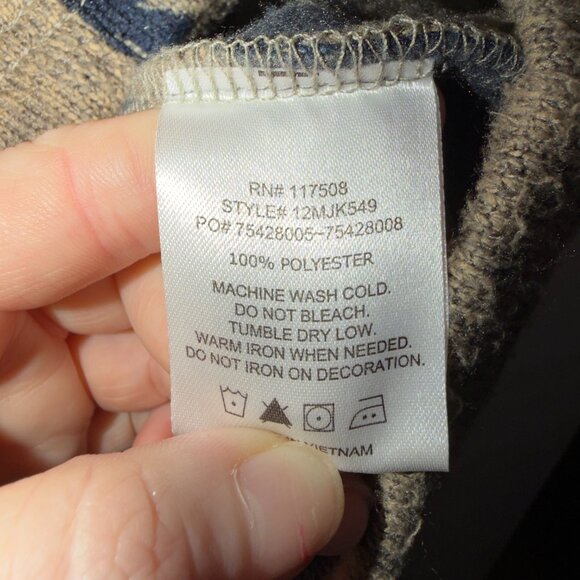 RN# 117508
STYLE# 12MJK549
PO# 75428005-75428008
100% POLYESTER
MACHINE WASH COLD.
DO NOT BLEACH.
TUMBLE DRY LOW.
WARM IRON WHEN NEEDED.
DO NOT IRON ON DECORATION.
VIETNAM